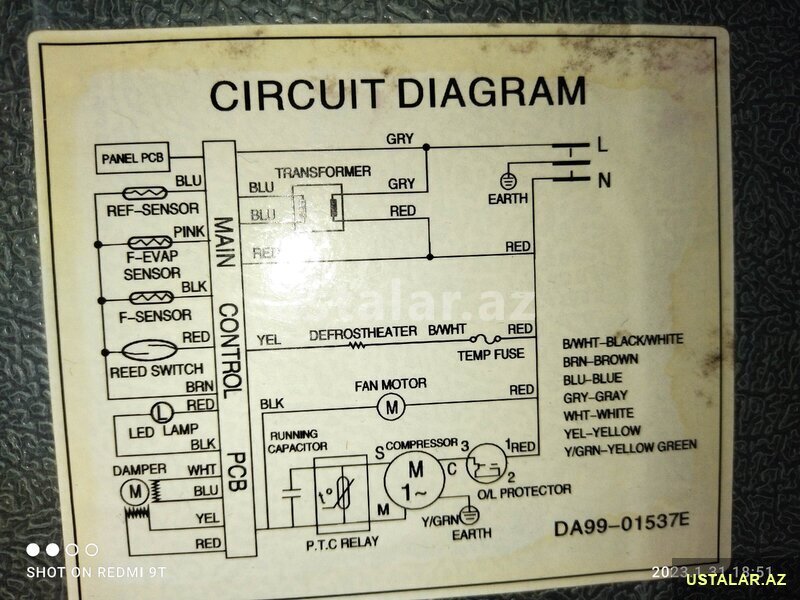 CIRCUIT DIAGRAM
PANEL PCB
GRY
L
BLU
TRANSFORMER
REF-SENSOR
BLU
GRY
EARTH
N
PINK
BLU
RED
F-EVAP
SENSOR
MAIN CONTROL PCB
RED
RED
BLK
F-SENSOR
ustalar.az
RED
YEL
DEFROSTHEATER
B/WHT
RED
TEMP FUSE
REED SWITCH
BRN
FAN MOTOR
RED
RED
L
LED LAMP
BLK
M
BLK
RUNNING
CAPACITOR
S
COMPRESSOR
3
1
RED
DAMPER
WHT
M
1~
C
2
M
BLU
t°
O/L PROTECTOR
YEL
M
Y/GRN
EARTH
RED
P.T.C RELAY
B/WHT-BLACK/WHITE
BRN-BROWN
BLU-BLUE
GRY-GRAY
WHT-WHITE
YEL-YELLOW
Y/GRN-YELLOW GREEN
DA99-01537E
SHOT ON REDMI 9T
2023.1.31 18:51
USTALAR.AZ